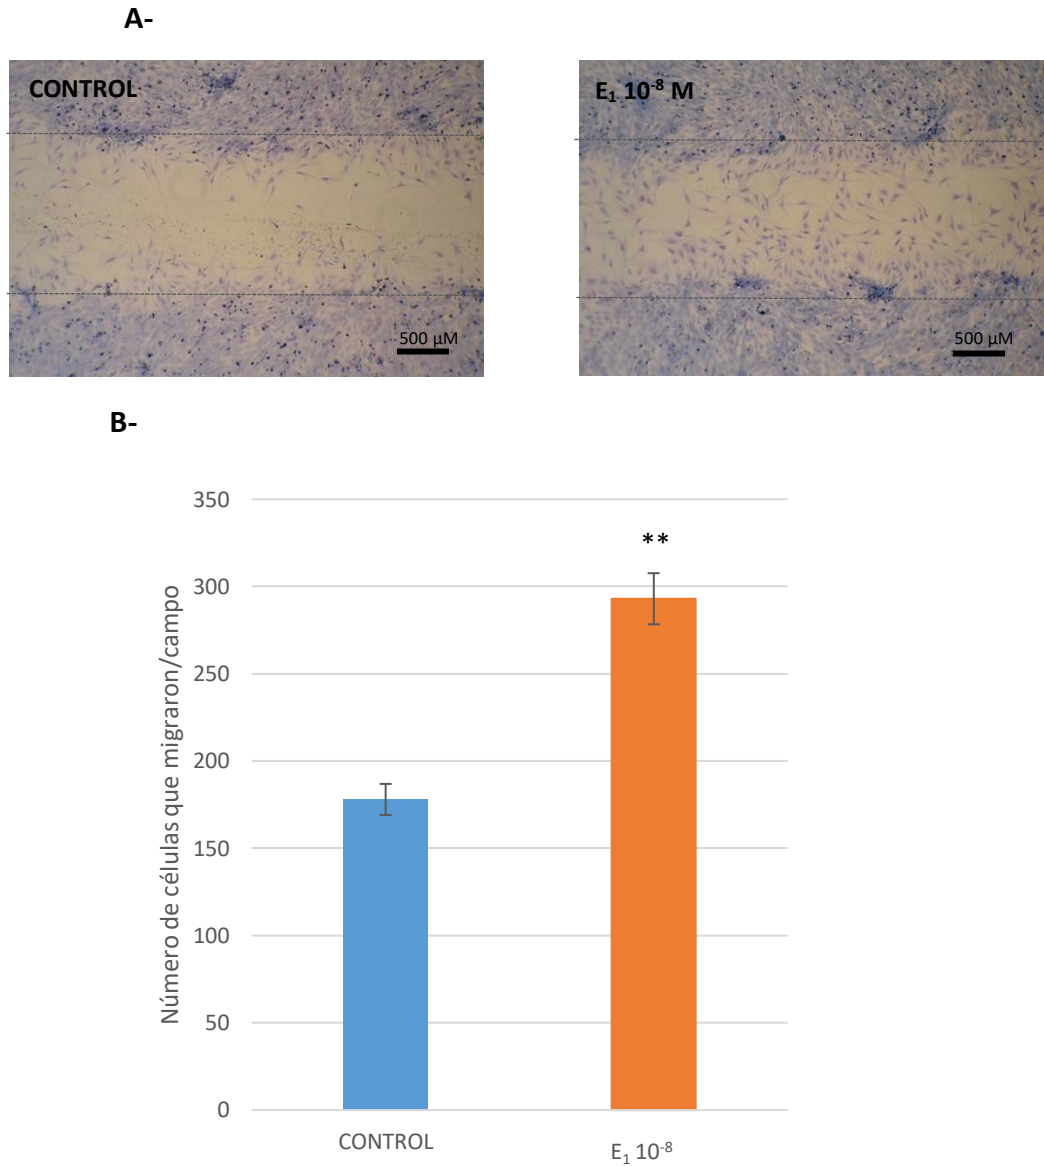 A-
CONTROL
E₁ 10⁻⁸ M
500 µM
500 µM
B-
Número de células que migraron/campo
350
300
250
200
150
100
50
0
**
CONTROL
E₁ 10⁻⁸